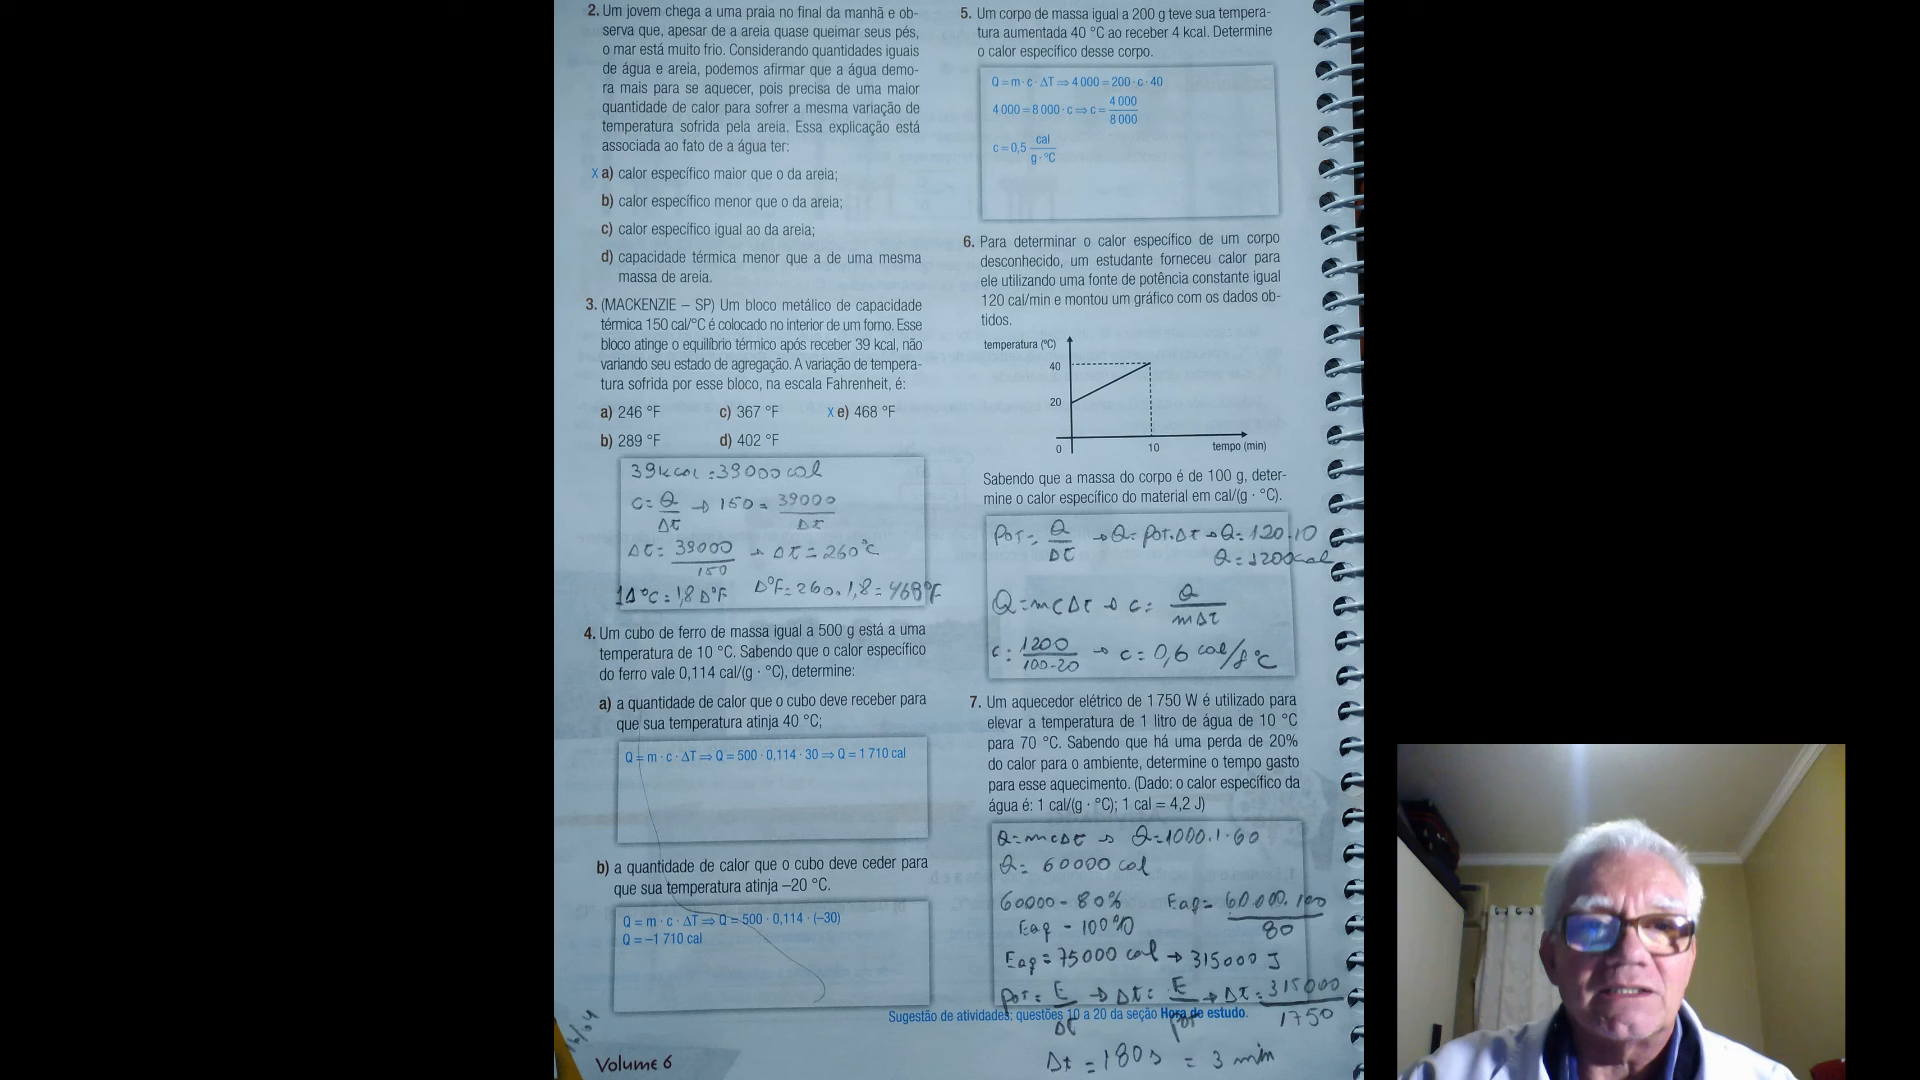 2. Um jovem chega a uma praia no final da manhã e ob-
serva que, apesar de a areia quase queimar seus pés,
o mar está muito frio. Considerando quantidades iguais
de água e areia, podemos afirmar que a água demo-
ra mais para se aquecer, pois precisa de uma maior
quantidade de calor para sofrer a mesma variação de
temperatura sofrida pela areia. Essa explicação está
associada ao fato de a água ter:
x a) calor específico maior que o da areia;
b) calor específico menor que o da areia;
c) calor específico igual ao da areia;
d) capacidade térmica menor que a de uma mesma
massa de areia.
3. (MACKENZIE – SP) Um bloco metálico de capacidade
térmica 150 cal/°C é colocado no interior de um forno. Esse
bloco atinge o equilíbrio térmico após receber 39 kcal, não
variando seu estado de agregação. A variação de tempera-
tura sofrida por esse bloco, na escala Fahrenheit, é:
a) 246 °F c) 367 °F x e) 468 °F
b) 289 °F d) 402 °F
39kcal = 39000 cal
C = Q/Δt → 150 = 39000/Δt
Δt = 39000/150 → Δt = 260°C
1Δ°C = 1,8 Δ°F Δ°F = 260 . 1,8 = 468°F
4. Um cubo de ferro de massa igual a 500 g está a uma
temperatura de 10 °C. Sabendo que o calor específico
do ferro vale 0,114 cal/(g · °C), determine:
a) a quantidade de calor que o cubo deve receber para
que sua temperatura atinja 40 °C;
Q = m · c · ΔT ⇒ Q = 500 · 0,114 · 30 ⇒ Q = 1 710 cal
b) a quantidade de calor que o cubo deve ceder para
que sua temperatura atinja –20 °C.
Q = m · c · ΔT ⇒ Q = 500 · 0,114 · (–30)
Q = –1 710 cal
16/04
Volume 6
5. Um corpo de massa igual a 200 g teve sua tempera-
tura aumentada 40 °C ao receber 4 kcal. Determine
o calor específico desse corpo.
Q = m · c · ΔT ⇒ 4 000 = 200 · c · 40
4 000 = 8 000 · c ⇒ c = 4 000/8 000
c = 0,5 cal/g · °C
6. Para determinar o calor específico de um corpo
desconhecido, um estudante forneceu calor para
ele utilizando uma fonte de potência constante igual
120 cal/min e montou um gráfico com os dados ob-
tidos.
temperatura (°C)
40
20
0 10 tempo (min)
Sabendo que a massa do corpo é de 100 g, deter-
mine o calor específico do material em cal/(g · °C).
Pot = Q/Δt → Q = Pot.Δt → Q = 120.10
Q = 1200cal
Q = mcΔt → c = Q/mΔt
c = 1200/100.20 → c = 0,6 cal/g°C
7. Um aquecedor elétrico de 1 750 W é utilizado para
elevar a temperatura de 1 litro de água de 10 °C
para 70 °C. Sabendo que há uma perda de 20%
do calor para o ambiente, determine o tempo gasto
para esse aquecimento. (Dado: o calor específico da
água é: 1 cal/(g · °C); 1 cal = 4,2 J)
Q = mcΔt → Q = 1000.1.60
Q = 60000 cal
60000 - 80% Eaq = 60.000.100/80
Eaq - 100%
Eaq = 75000 cal → 315000 J
Pot = E/Δt → Δt = E/Pot → Δt = 315000/1750
Sugestão de atividades: questões 10 a 20 da seção Hora de estudo.
Δt = 180s = 3 min